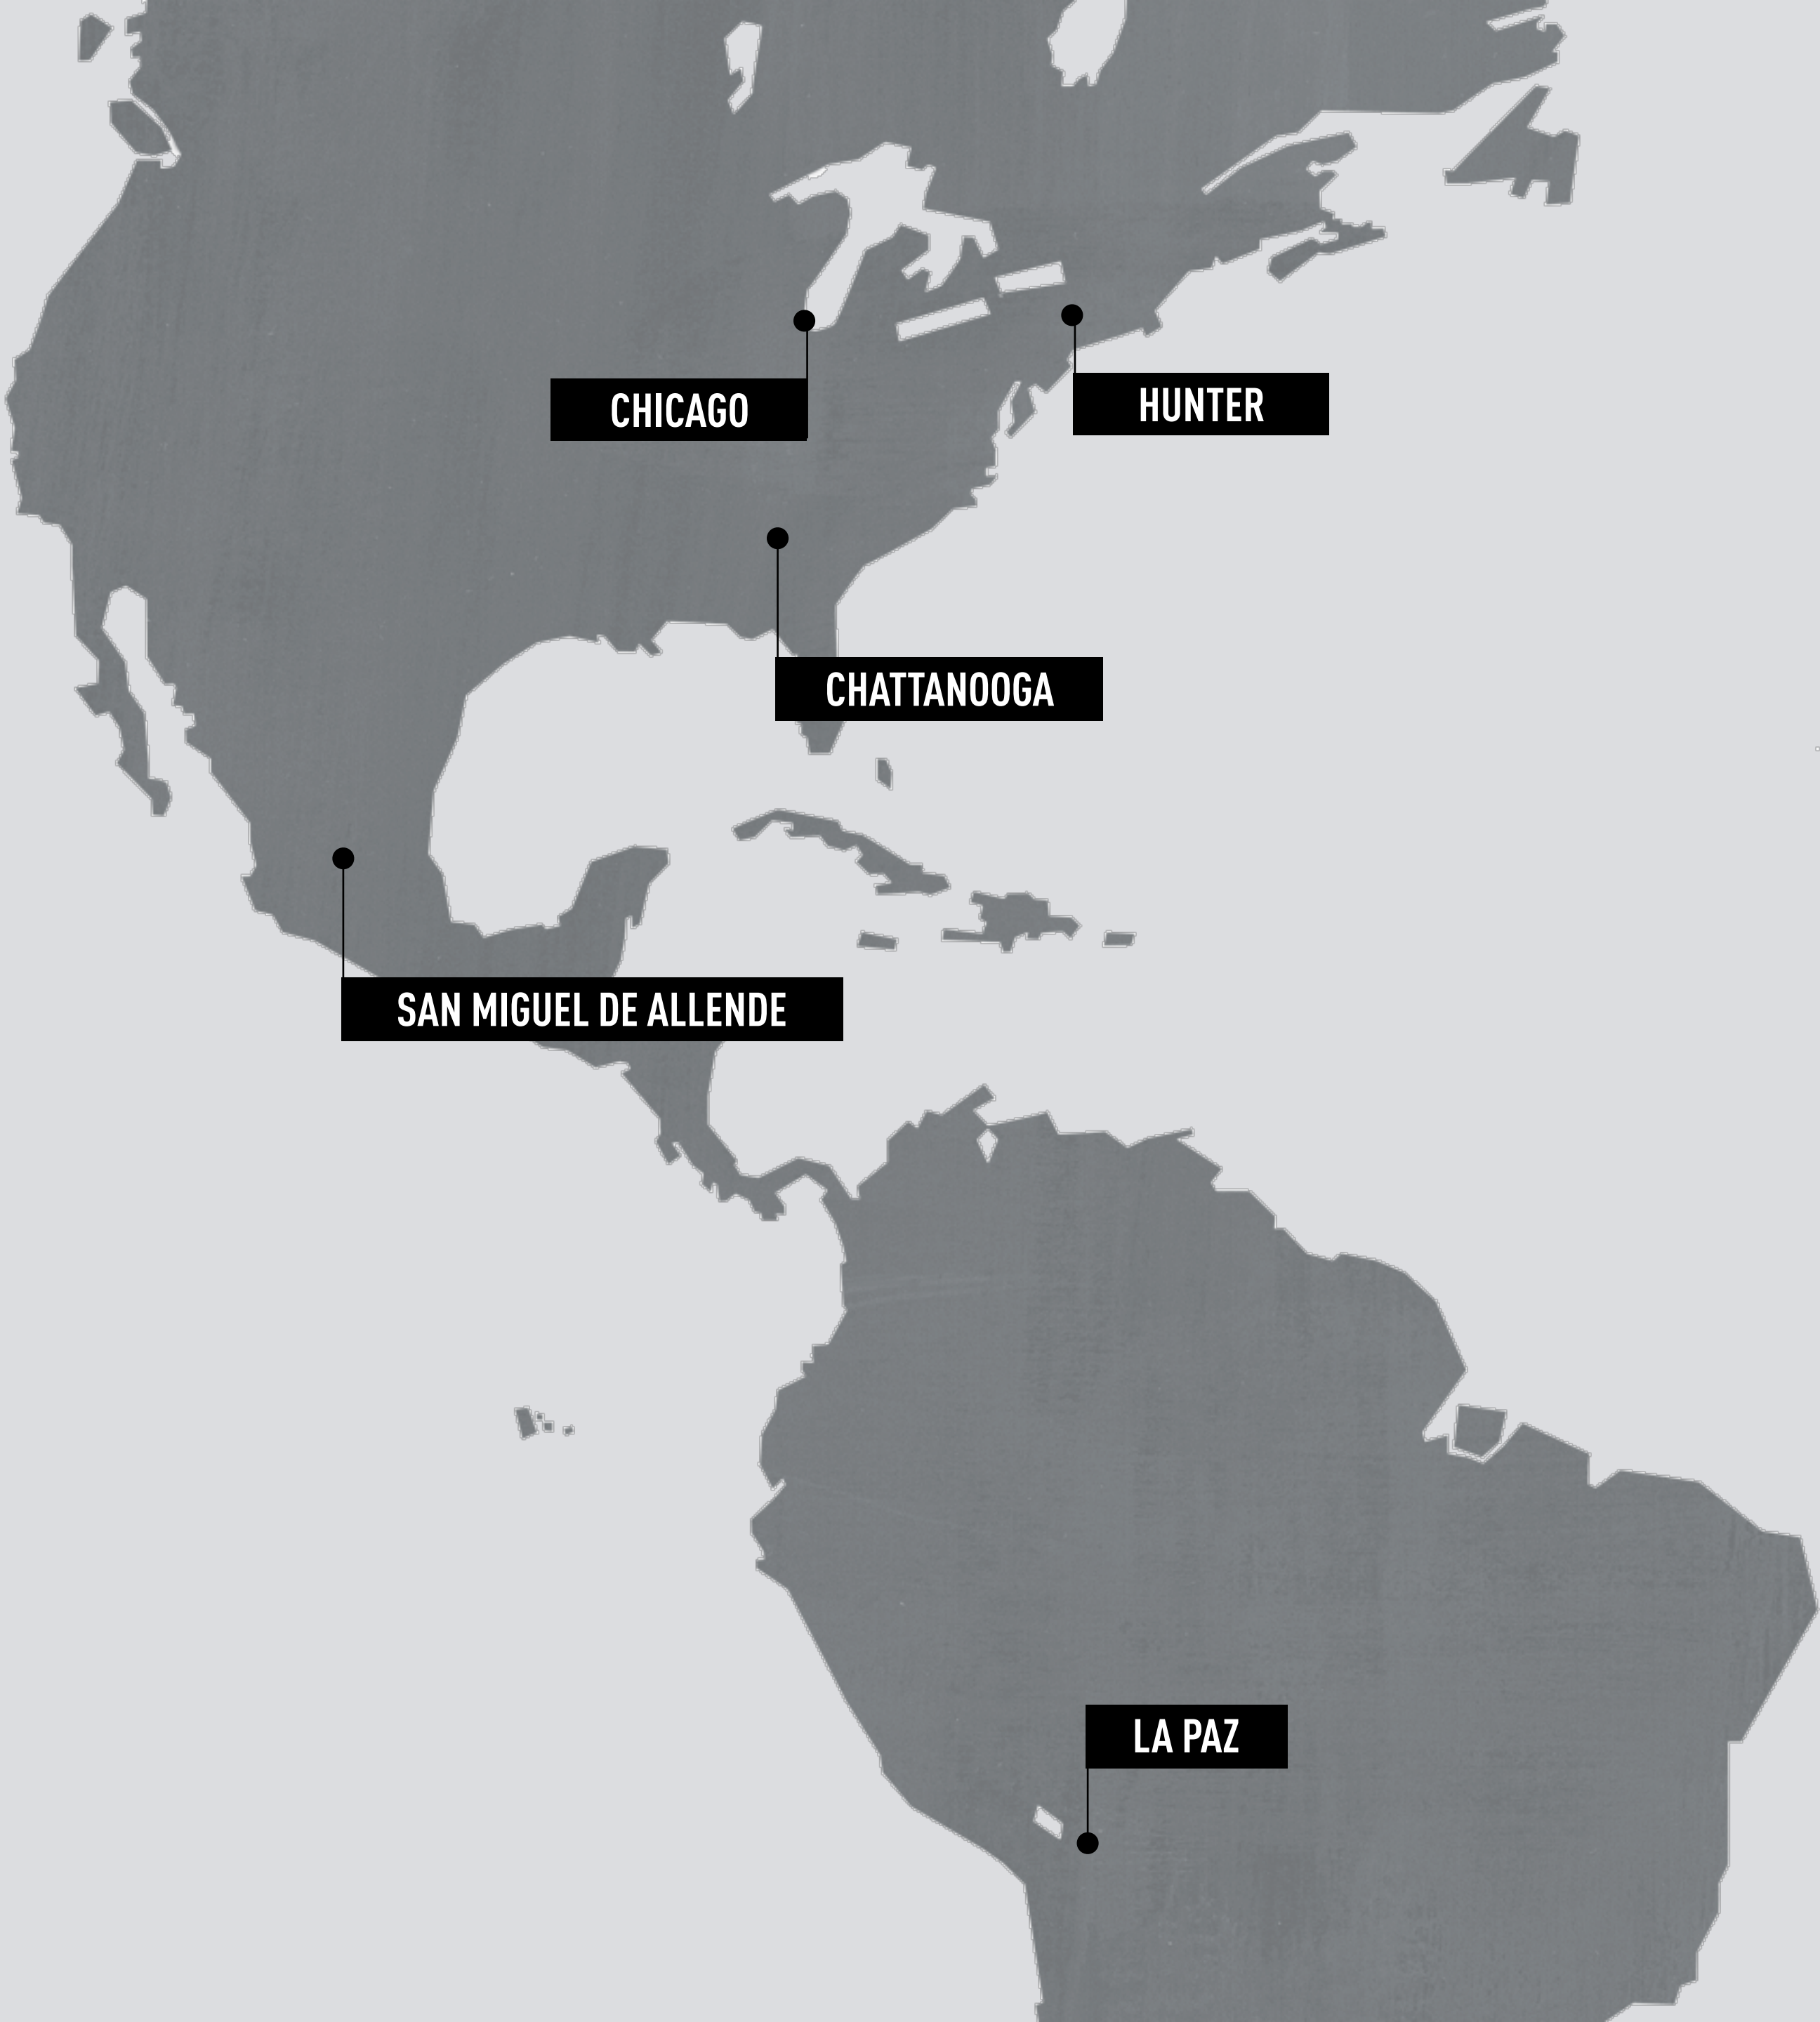 CHICAGO
HUNTER
CHATTANOOGA
SAN MIGUEL DE ALLENDE
LA PAZ